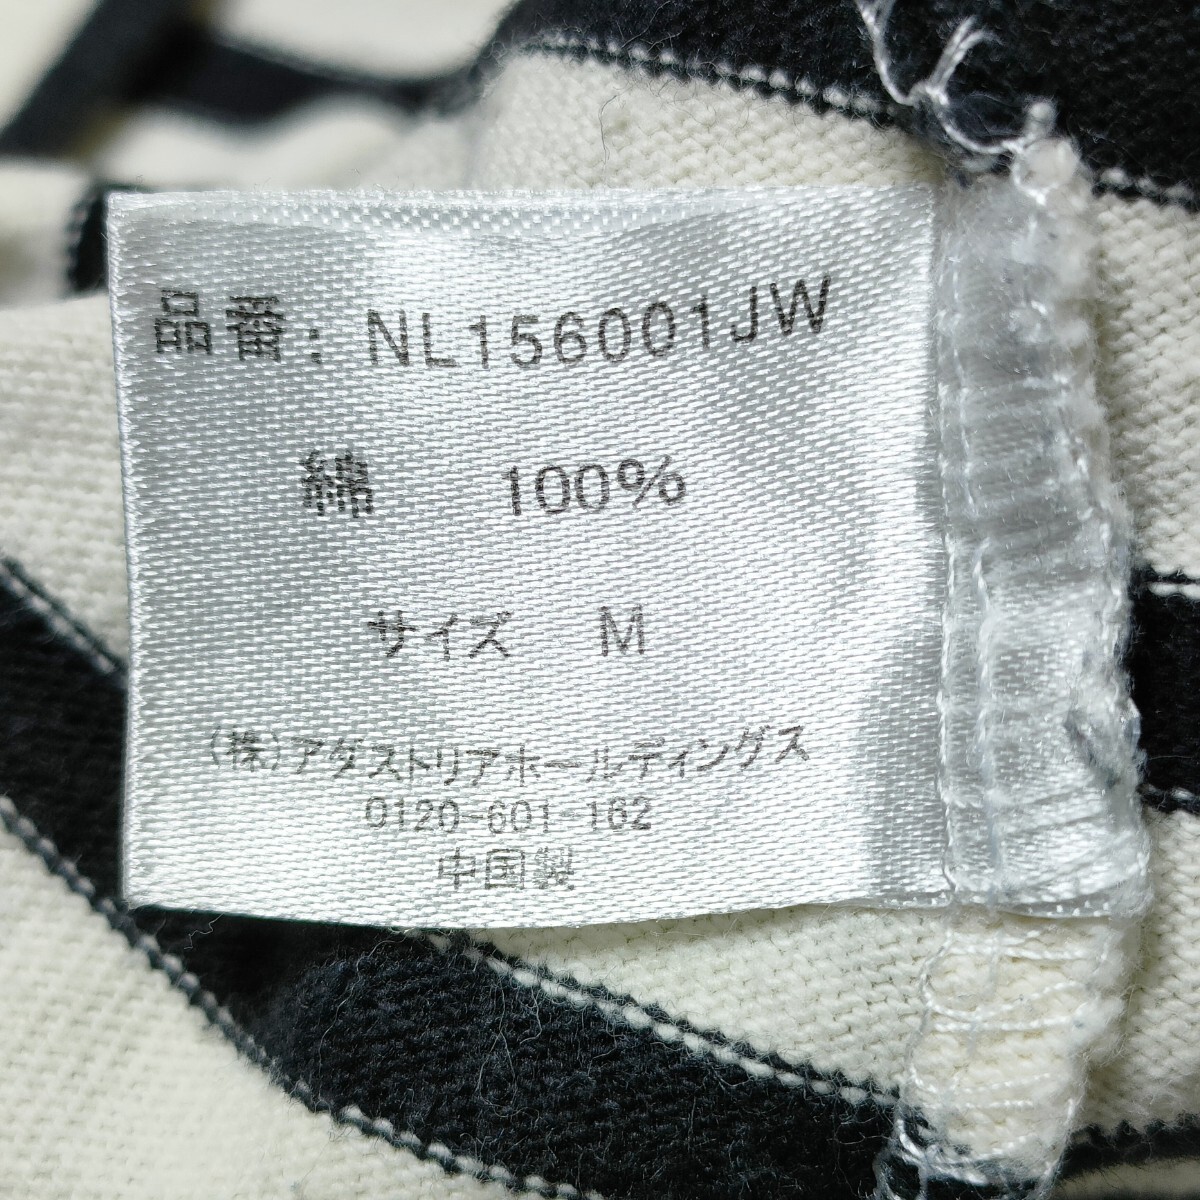 品番: NL156001JW
綿 100%
サイズ M
(株)アダストリアホールディングス
0120-601-162
中国製